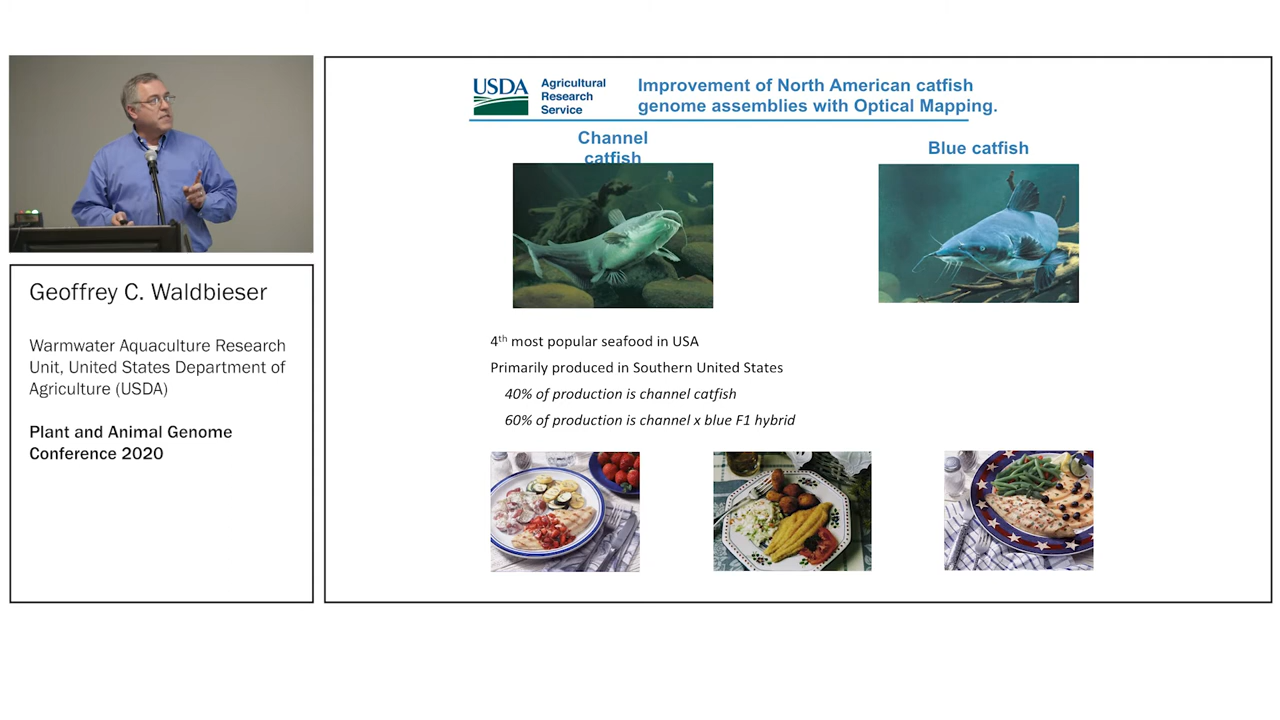 Geoffrey C. Waldbieser
Warmwater Aquaculture Research
Unit, United States Department of
Agriculture (USDA)
Plant and Animal Genome
Conference 2020
USDA
Agricultural
Research
Service
Improvement of North American catfish
genome assemblies with Optical Mapping.
Channel
catfish
Blue catfish
4th most popular seafood in USA
Primarily produced in Southern United States
40% of production is channel catfish
60% of production is channel x blue F1 hybrid